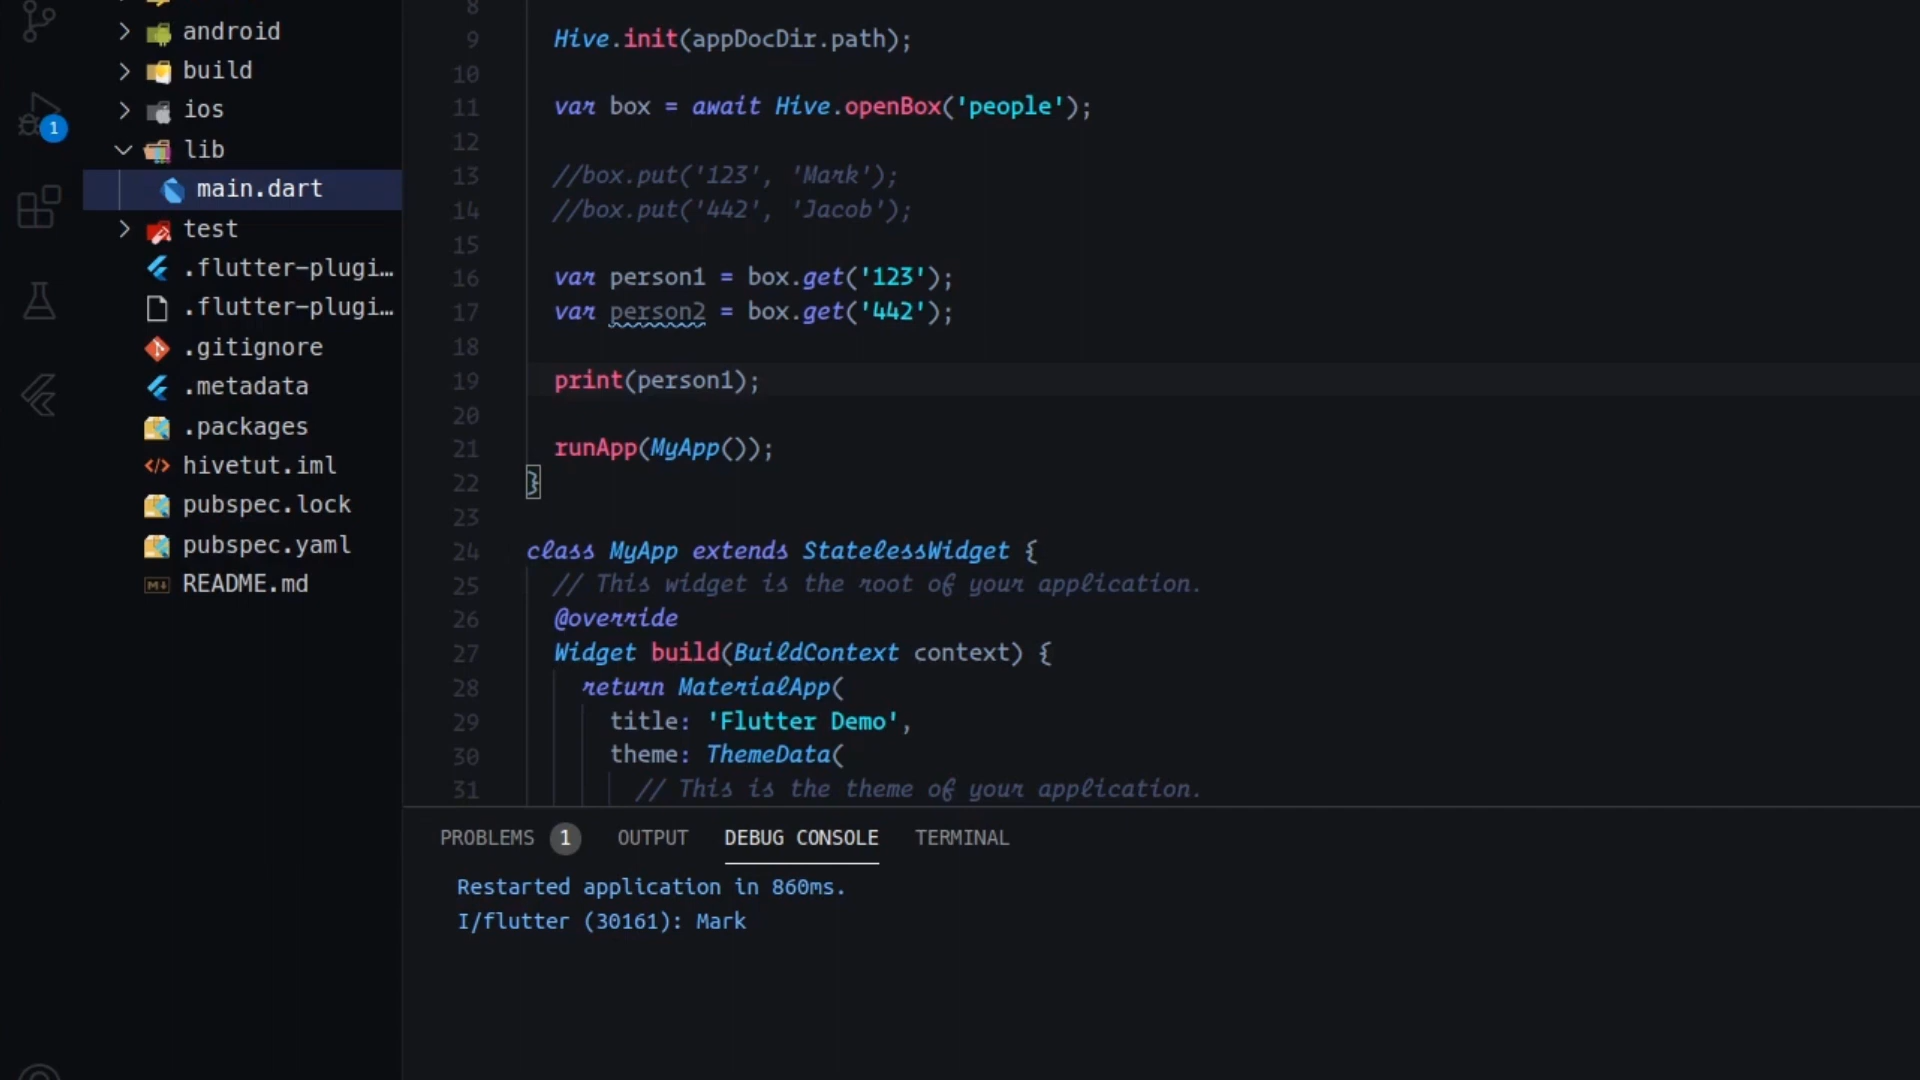 android
build
ios
1
lib
main.dart
test
.flutter-plugi…
.flutter-plugi…
.gitignore
.metadata
.packages
hivetut.iml
pubspec.lock
pubspec.yaml
README.md
8
9 Hive.init(appDocDir.path);
10
11 var box = await Hive.openBox('people');
12
13 //box.put('123', 'Mark');
14 //box.put('442', 'Jacob');
15
16 var person1 = box.get('123');
17 var person2 = box.get('442');
18
19 print(person1);
20
21 runApp(MyApp());
22 }
23
24 class MyApp extends StatelessWidget {
25 // This widget is the root of your application.
26 @override
27 Widget build(BuildContext context) {
28 return MaterialApp(
29 title: 'Flutter Demo',
30 theme: ThemeData(
31 // This is the theme of your application.
PROBLEMS 1 OUTPUT DEBUG CONSOLE TERMINAL
Restarted application in 860ms.
I/flutter (30161): Mark